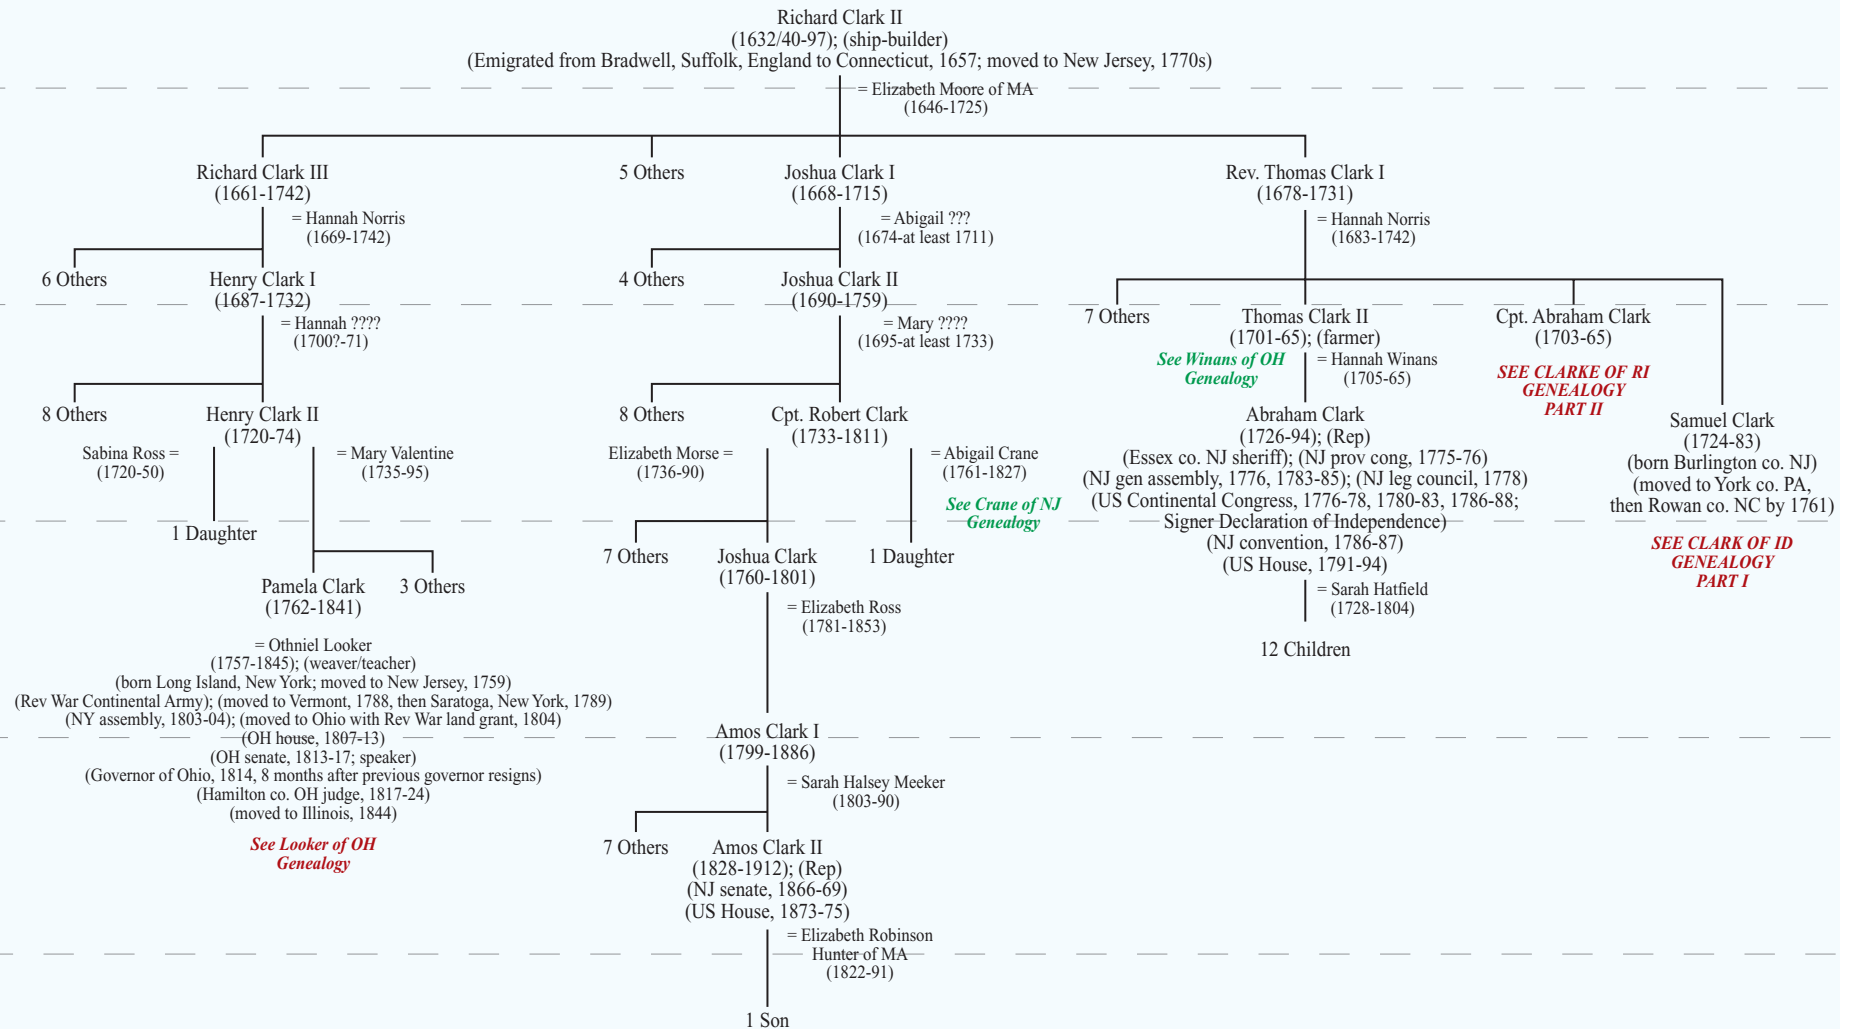 Richard Clark II
(1632/40-97); (ship-builder)
(Emigrated from Bradwell, Suffolk, England to Connecticut, 1657; moved to New Jersey, 1770s)
= Elizabeth Moore of MA
(1646-1725)
Richard Clark III
(1661-1742)
= Hannah Norris
(1669-1742)
6 Others
Henry Clark I
(1687-1732)
= Hannah ????
(1700?-71)
8 Others
Henry Clark II
(1720-74)
Sabina Ross =
(1720-50)
= Mary Valentine
(1735-95)
1 Daughter
Pamela Clark
(1762-1841)
3 Others
= Othniel Looker
(1757-1845); (weaver/teacher)
(born Long Island, New York; moved to New Jersey, 1759)
(Rev War Continental Army); (moved to Vermont, 1788, then Saratoga, New York, 1789)
(NY assembly, 1803-04); (moved to Ohio with Rev War land grant, 1804)
(OH house, 1807-13)
(OH senate, 1813-17; speaker)
(Governor of Ohio, 1814, 8 months after previous governor resigns)
(Hamilton co. OH judge, 1817-24)
(moved to Illinois, 1844)
See Looker of OH
Genealogy
5 Others
Joshua Clark I
(1668-1715)
= Abigail ???
(1674-at least 1711)
4 Others
Joshua Clark II
(1690-1759)
= Mary ????
(1695-at least 1733)
8 Others
Cpt. Robert Clark
(1733-1811)
Elizabeth Morse =
(1736-90)
= Abigail Crane
(1761-1827)
See Crane of NJ
Genealogy
7 Others
Joshua Clark
(1760-1801)
1 Daughter
= Elizabeth Ross
(1781-1853)
Amos Clark I
(1799-1886)
= Sarah Halsey Meeker
(1803-90)
7 Others
Amos Clark II
(1828-1912); (Rep)
(NJ senate, 1866-69)
(US House, 1873-75)
= Elizabeth Robinson
Hunter of MA
(1822-91)
1 Son
Rev. Thomas Clark I
(1678-1731)
= Hannah Norris
(1683-1742)
7 Others
Thomas Clark II
(1701-65); (farmer)
See Winans of OH
Genealogy
= Hannah Winans
(1705-65)
Abraham Clark
(1726-94); (Rep)
(Essex co. NJ sheriff); (NJ prov cong, 1775-76)
(NJ gen assembly, 1776, 1783-85); (NJ leg council, 1778)
(US Continental Congress, 1776-78, 1780-83, 1786-88;
Signer Declaration of Independence)
(NJ convention, 1786-87)
(US House, 1791-94)
= Sarah Hatfield
(1728-1804)
12 Children
Cpt. Abraham Clark
(1703-65)
SEE CLARKE OF RI
GENEALOGY
PART II
Samuel Clark
(1724-83)
(born Burlington co. NJ)
(moved to York co. PA,
then Rowan co. NC by 1761)
SEE CLARK OF ID
GENEALOGY
PART I